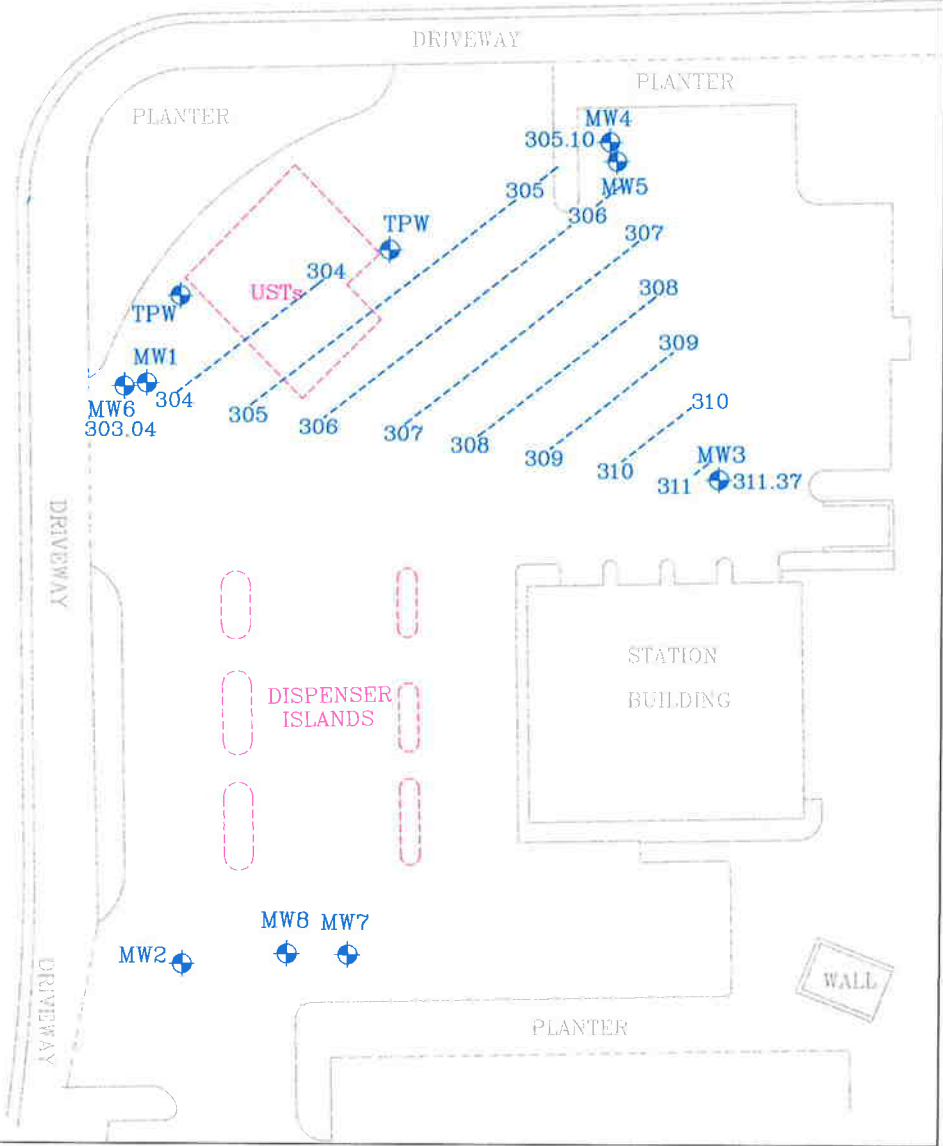 DRIVEWAY
PLANTER
PLANTER
MW4
305.10
MW5
305
306
TPW
307
304
USTs
308
TPW
309
MW1
304
MW6
303.04
305
306
307
308
309
310
310
MW3
311
311.37
DRIVEWAY
STATION
BUILDING
DISPENSER
ISLANDS
MW8
MW7
MW2
DRIVEWAY
WALL
PLANTER